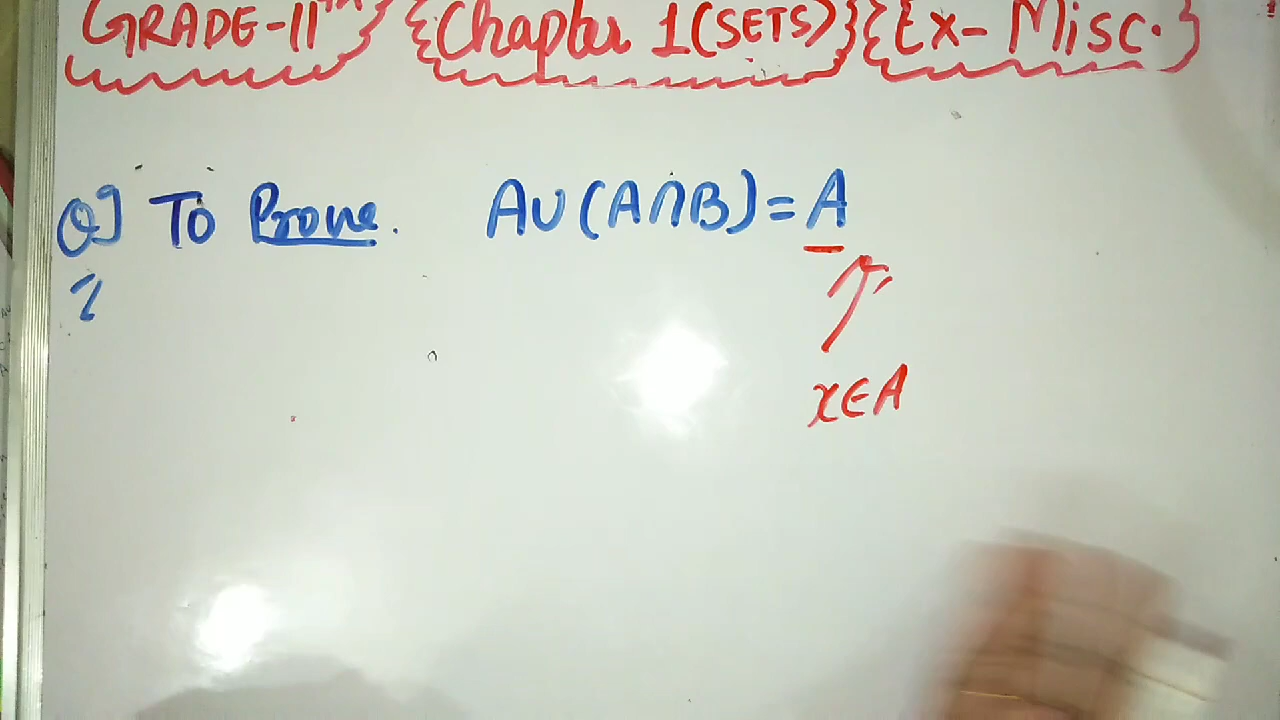 GRADE-11TH} {Chapter 1(SETS)} {Ex-Misc.}
Q] To Prove. A∪(A∩B)=A
x∈A